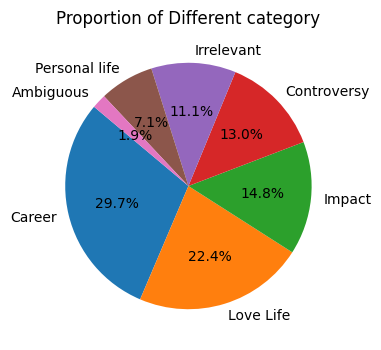 Proportion of Different category
Irrelevant
Personal life
Ambiguous
Controversy
11.1%
7.1%
1.9%
13.0%
29.7%
14.8%
Impact
Career
22.4%
Love Life